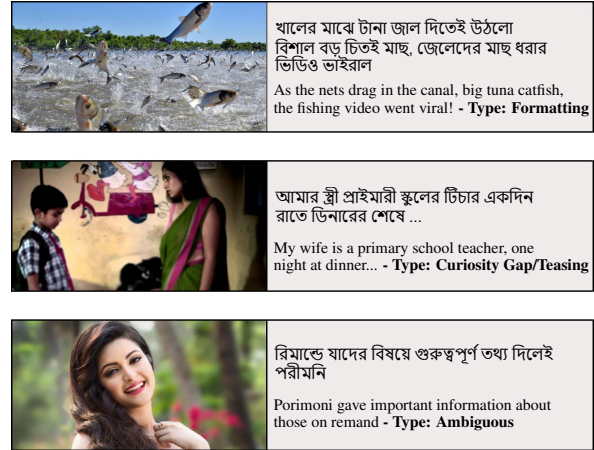 খালের মাঝে টানা জাল দিতেই উঠলো
বিশাল বড় চিতই মাছ, জেলেদের মাছ ধরার
ভিডিও ভাইরাল
As the nets drag in the canal, big tuna catfish,
the fishing video went viral! - Type: Formatting
আমার স্ত্রী প্রাইমারী স্কুলের টিচার একদিন
রাতে ডিনারের শেষে ...
My wife is a primary school teacher, one
night at dinner... - Type: Curiosity Gap/Teasing
রিমান্ডে যাদের বিষয়ে গুরুত্বপূর্ণ তথ্য দিলেই
পরীমনি
Porimoni gave important information about
those on remand - Type: Ambiguous